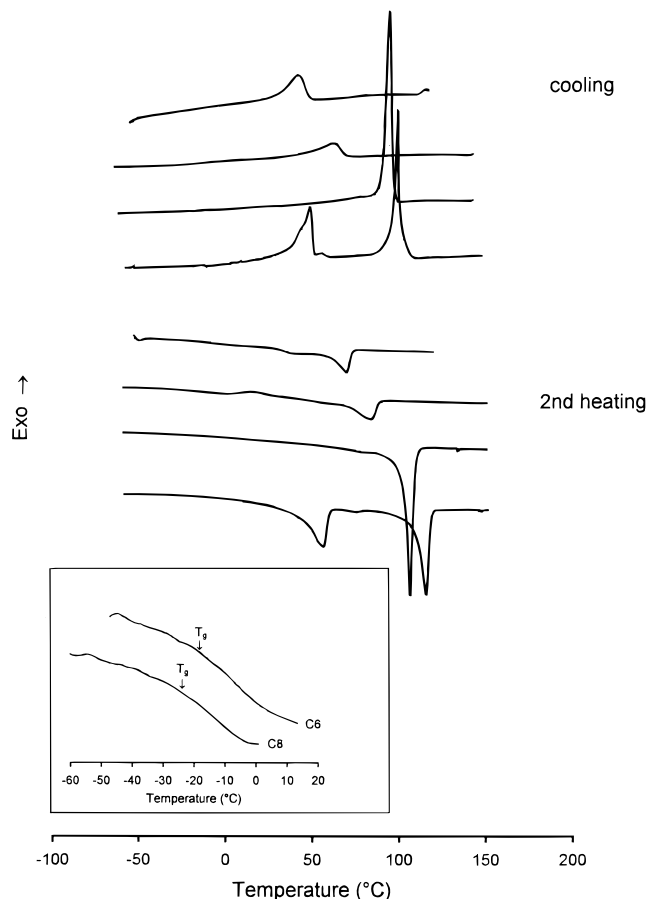 cooling
Exo →
2nd heating
Tg
Tg
C6
C8
-60 -50 -40 -30 -20 -10 0 10 20
Temperature (°C)
-100 -50 0 50 100 150 200
Temperature (°C)